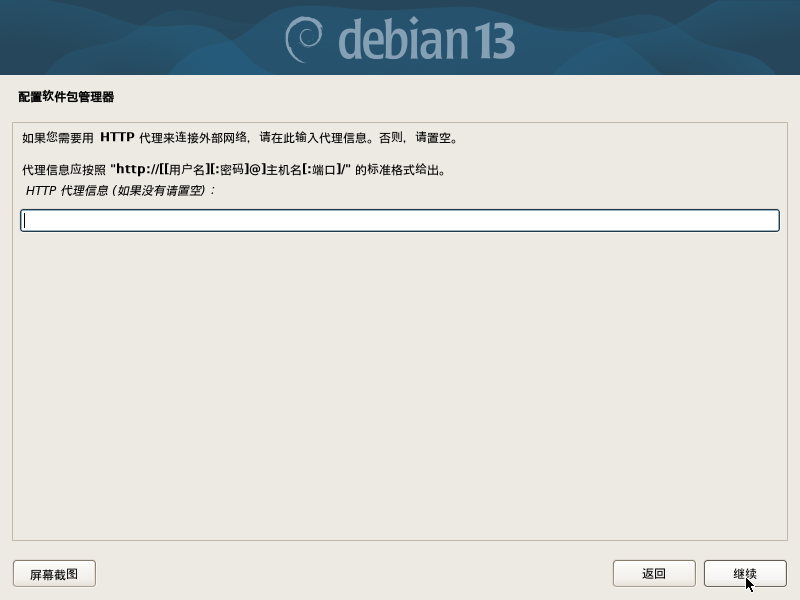 debian 13
配置软件包管理器
如果您需要用 HTTP 代理来连接外部网络，请在此输入代理信息。否则，请置空。
代理信息应按照 "http://[[用户名][:密码]@]主机名[:端口]/" 的标准格式给出。
HTTP 代理信息 (如果没有请置空)：
屏幕截图
返回
继续